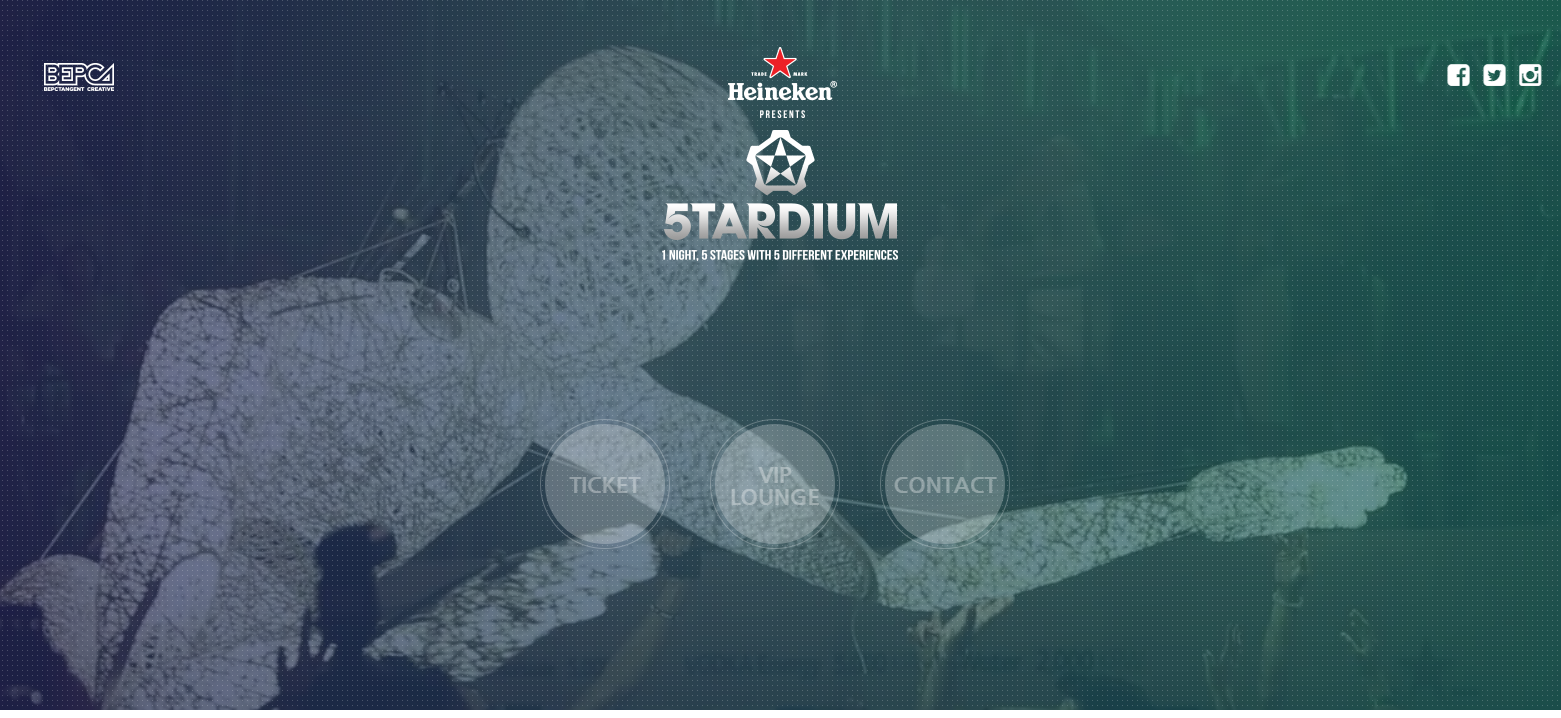 BEPCA
BEPCTANGENT CREATIVE
TRADE MARK
Heineken®
PRESENTS
5TARDIUM
1 NIGHT, 5 STAGES WITH 5 DIFFERENT EXPERIENCES
TICKET
VIP
LOUNGE
CONTACT